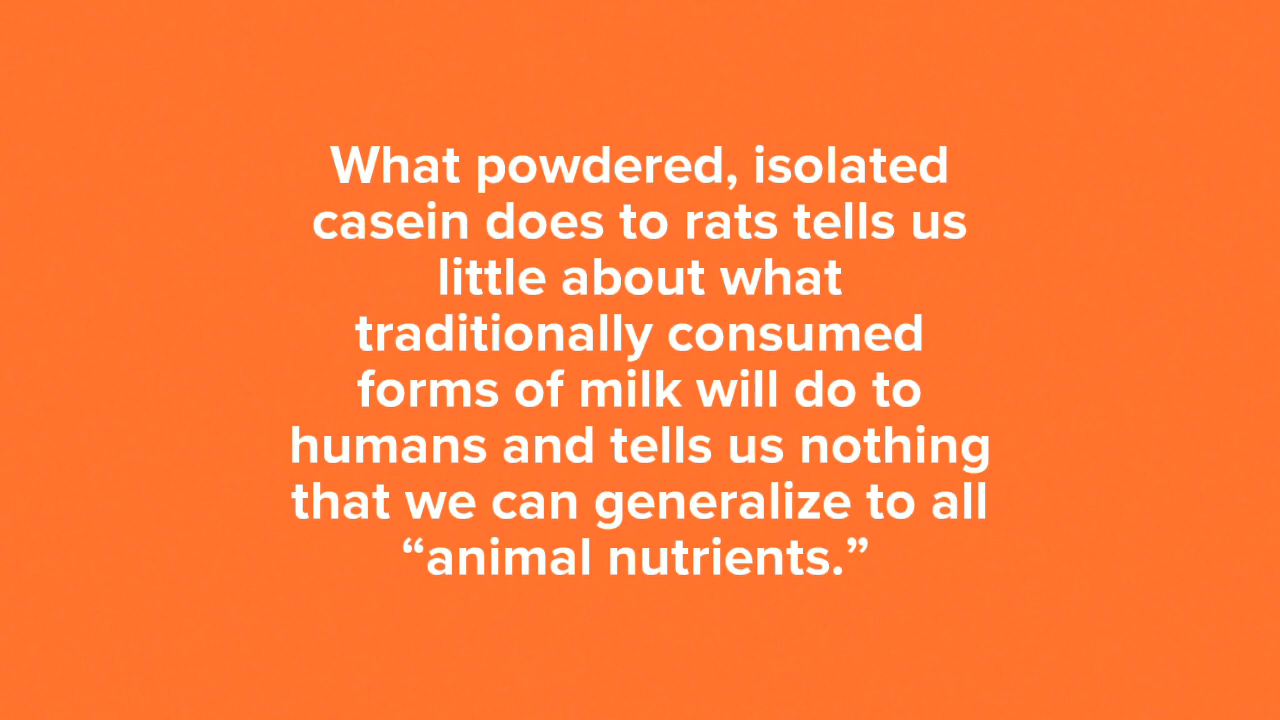 What powdered, isolated
casein does to rats tells us
little about what
traditionally consumed
forms of milk will do to
humans and tells us nothing
that we can generalize to all
“animal nutrients.”